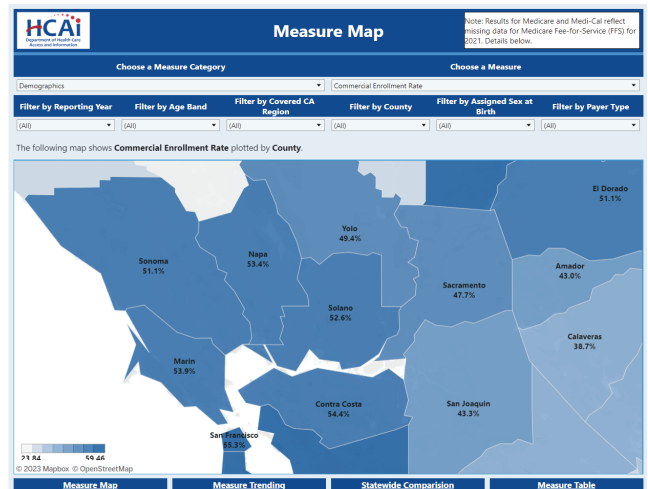 HCAi
Department of Health Care
Access and Information
Measure Map
Note: Results for Medicare and Medi-Cal reflect
missing data for Medicare Fee-for-Service (FFS) for
2021. Details below.
Choose a Measure Category
Choose a Measure
Demographics
Commercial Enrollment Rate
Filter by Reporting Year
Filter by Age Band
Filter by Covered CA
Region
Filter by County
Filter by Assigned Sex at
Birth
Filter by Payer Type
(All)
(All)
(All)
(All)
(All)
(All)
The following map shows Commercial Enrollment Rate plotted by County.
El Dorado
51.1%
Yolo
49.4%
Sonoma
51.1%
Napa
53.4%
Amador
43.0%
Sacramento
47.7%
Solano
52.6%
Calaveras
38.7%
Marin
53.9%
Contra Costa
54.4%
San Joaquin
43.3%
San Francisco
55.3%
23.84
59.46
© 2023 Mapbox © OpenStreetMap
Measure Map
Measure Trending
Statewide Comparision
Measure Table